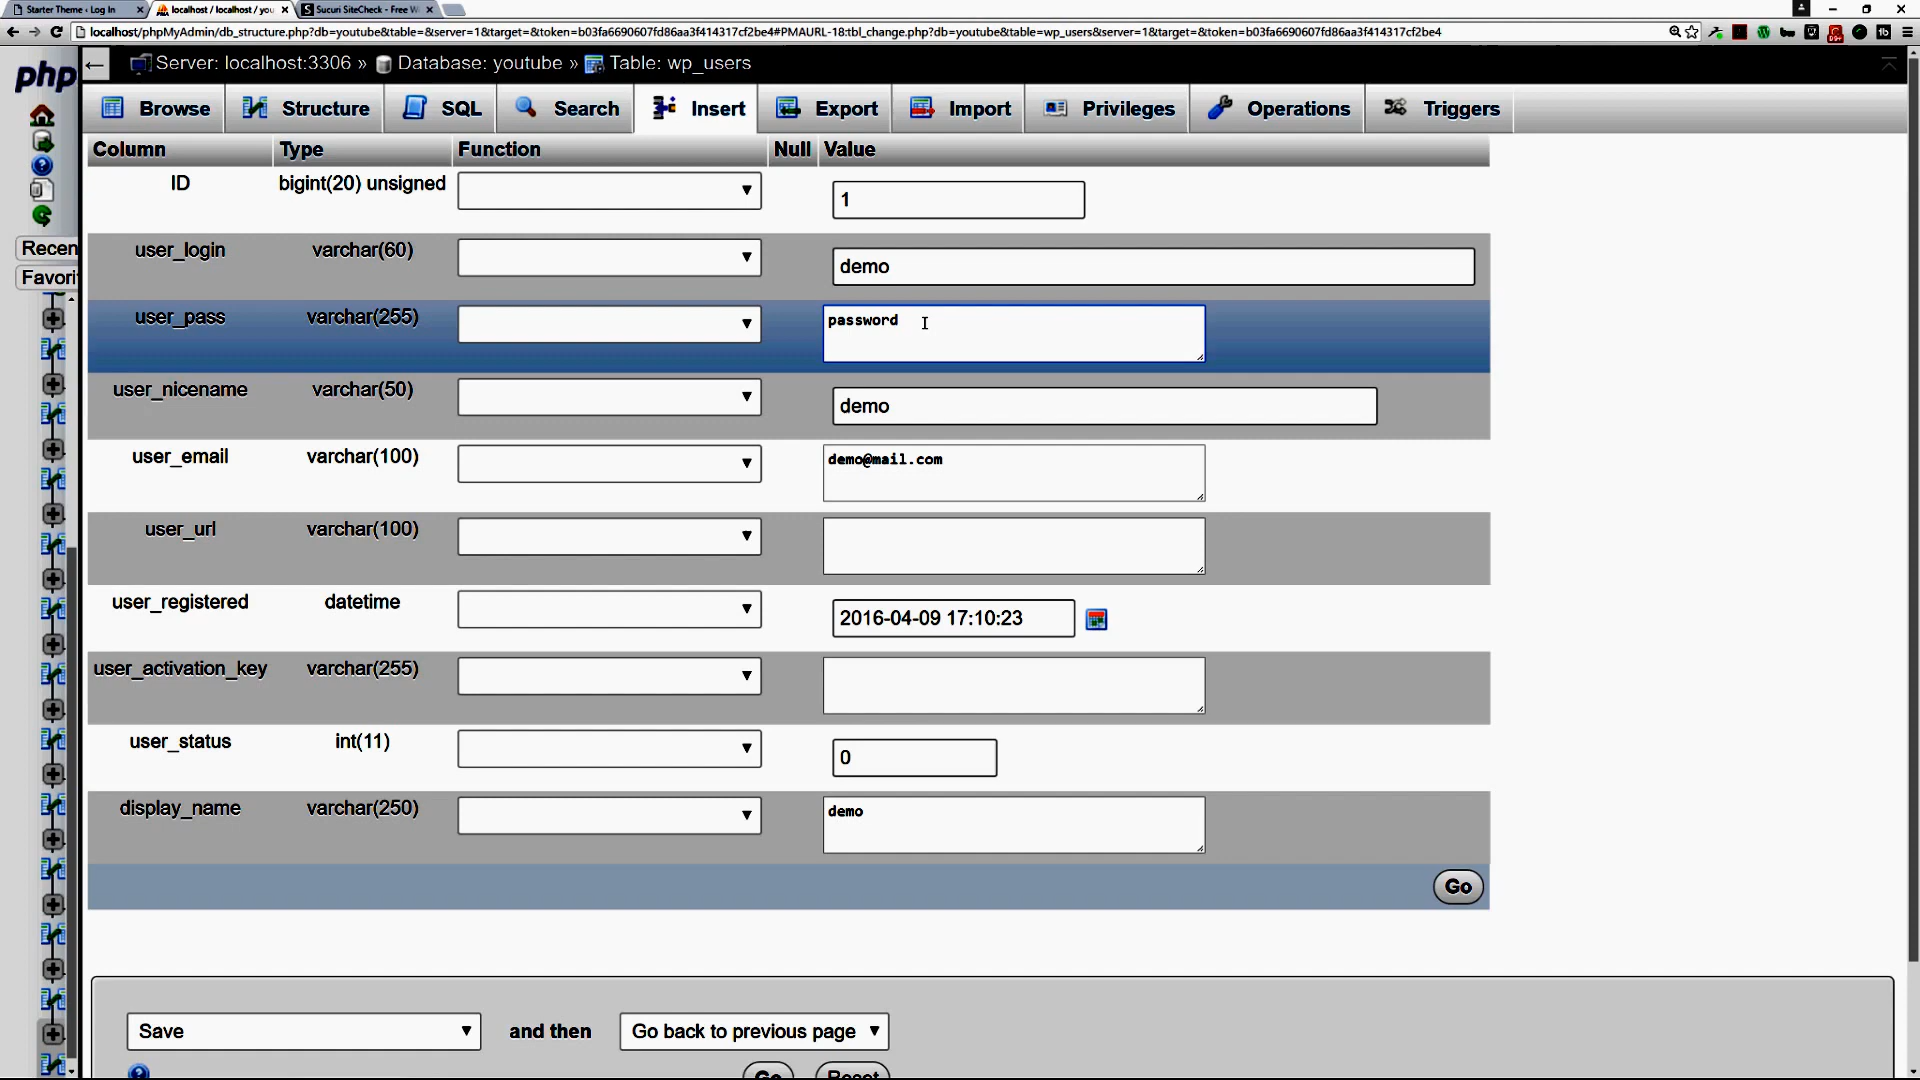 Starter Theme ‹ Log In
localhost / localhost / you
Sucuri SiteCheck - Free W
localhost/phpMyAdmin/db_structure.php?db=youtube&table=&server=1&target=&token=b03fa6690607fd86aa3f414317cf2be4#PMAURL-18:tbl_change.php?db=youtube&table=wp_users&server=1&target=&token=b03fa6690607fd86aa3f414317cf2be4
php
Server: localhost:3306 » Database: youtube » Table: wp_users
Browse Structure SQL Search Insert Export Import Privileges Operations Triggers
Recen
Favorit
Column Type Function Null Value
ID bigint(20) unsigned 1
user_login varchar(60) demo
user_pass varchar(255) password
user_nicename varchar(50) demo
user_email varchar(100) demo@mail.com
user_url varchar(100)
user_registered datetime 2016-04-09 17:10:23
user_activation_key varchar(255)
user_status int(11) 0
display_name varchar(250) demo
Go
Save and then Go back to previous page
Go Reset